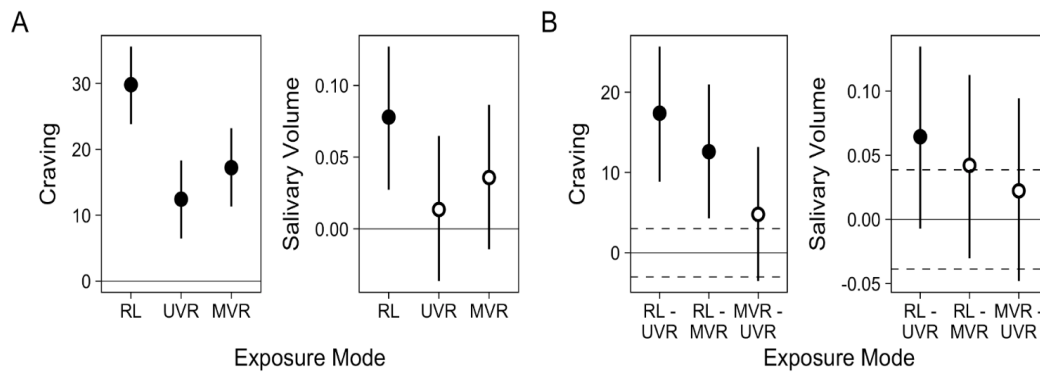 A
B
Craving
30
20
10
0
RL UVR MVR
Salivary Volume
0.10
0.05
0.00
RL UVR MVR
Exposure Mode
Craving
20
10
0
RL - RL - MVR -
UVR MVR UVR
Salivary Volume
0.10
0.05
0.00
-0.05
RL - RL - MVR -
UVR MVR UVR
Exposure Mode